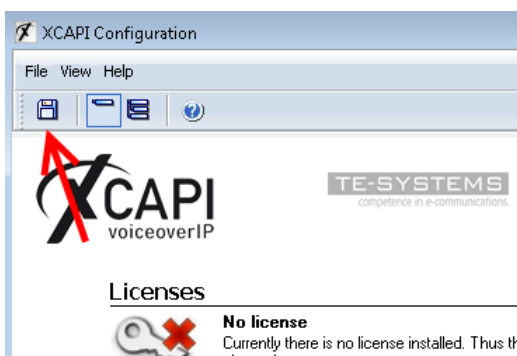 XCAPI Configuration
File View Help
XCAPI
voiceoverIP
TE-SYSTEMS
competence in e-communications
Licenses
No license
Currently there is no license installed. Thus